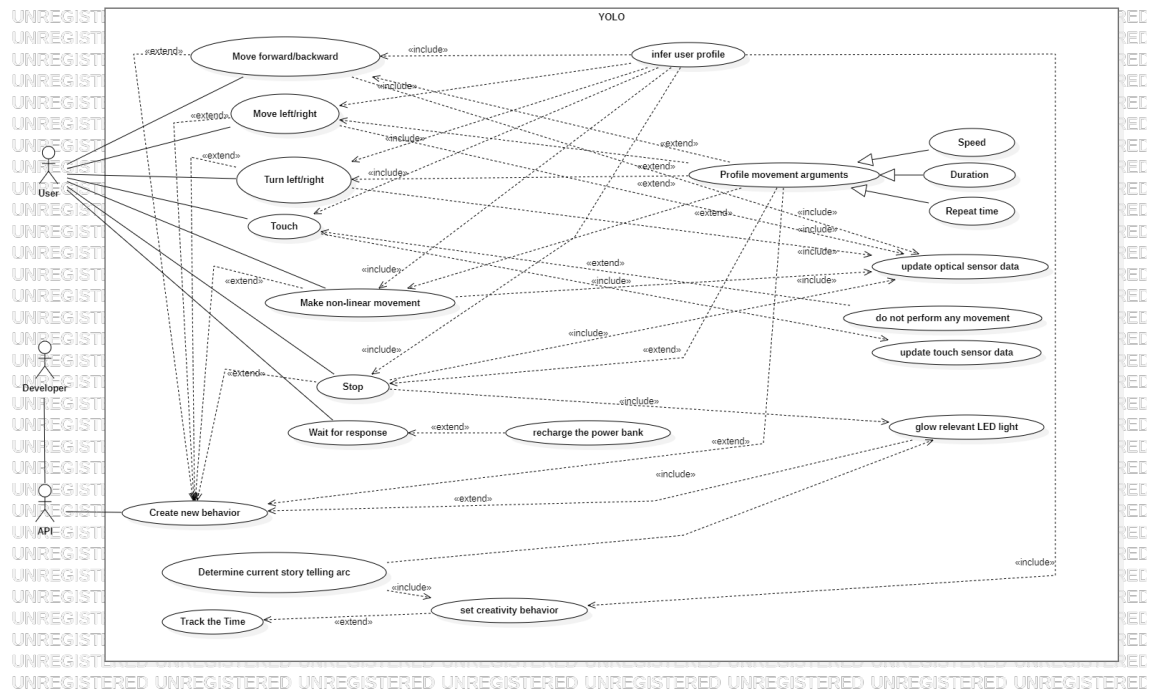 YOLO
«extend»
Move forward/backward
«include»
infer user profile
«include»
Move left/right
«extend»
«include»
«extend»
Speed
«extend»
Turn left/right
«include»
«extend»
Profile movement arguments
Duration
«extend»
User
Touch
«extend»
«include»
Repeat time
«include»
«include»
«extend»
«include»
update optical sensor data
«extend»
«include»
«include»
Make non-linear movement
do not perform any movement
«include»
«include»
«extend»
update touch sensor data
Developer
«extend»
Stop
«include»
Wait for response
«extend»
recharge the power bank
glow relevant LED light
«extend»
«include»
«extend»
API
Create new behavior
«include»
Determine current story telling arc
«include»
set creativity behavior
Track the Time
«extend»
UNREGISTERED UNREGISTERED UNREGISTERED UNREGISTERED UNREGISTERED UNREGISTERED UNREGISTERED UNREGISTERED